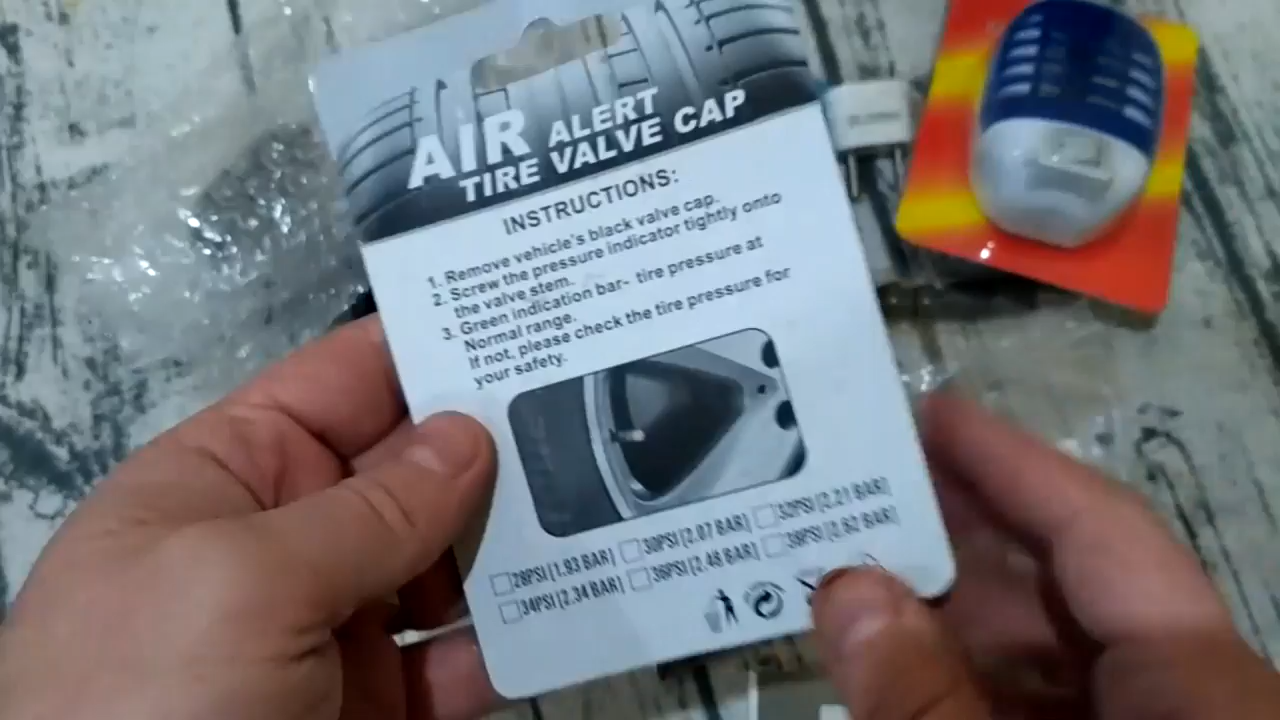 AIR ALERT
TIRE VALVE CAP
INSTRUCTIONS:
1. Remove vehicle's black valve cap.
2. Screw the pressure indicator tightly onto
the valve stem.
3. Green indication bar- tire pressure at
Normal range.
If not, please check the tire pressure for
your safety.
28PSI [1.93 BAR] 30PSI [2.07 BAR] 32PSI [2.21 BAR]
34PSI [2.34 BAR] 36PSI [2.48 BAR] 38PSI [2.62 BAR]